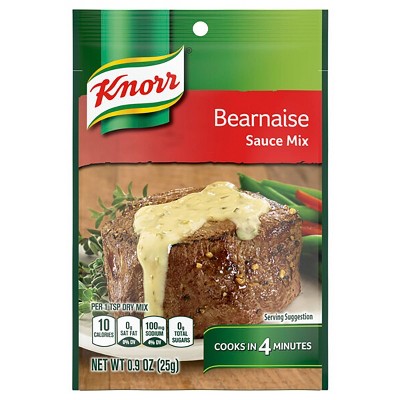 Knorr
Bearnaise
Sauce Mix
PER 1 TSP DRY MIX
10
CALORIES
0g
SAT FAT
0% DV
100mg
SODIUM
4% DV
0g
TOTAL
SUGARS
Serving Suggestion
COOKS IN 4 MINUTES
NET WT 0.9 OZ (25g)